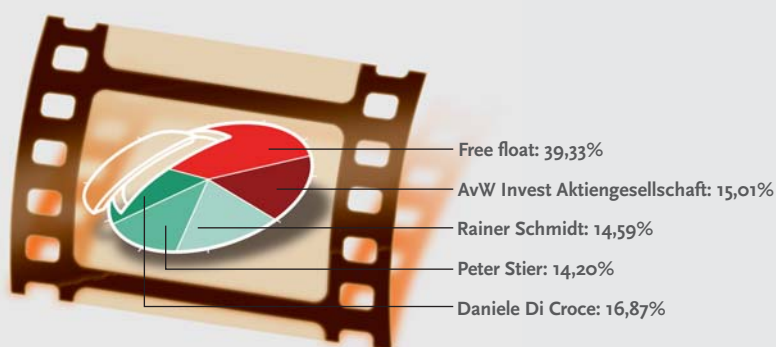 Free float: 39,33%
AvW Invest Aktiengesellschaft: 15,01%
Rainer Schmidt: 14,59%
Peter Stier: 14,20%
Daniele Di Croce: 16,87%